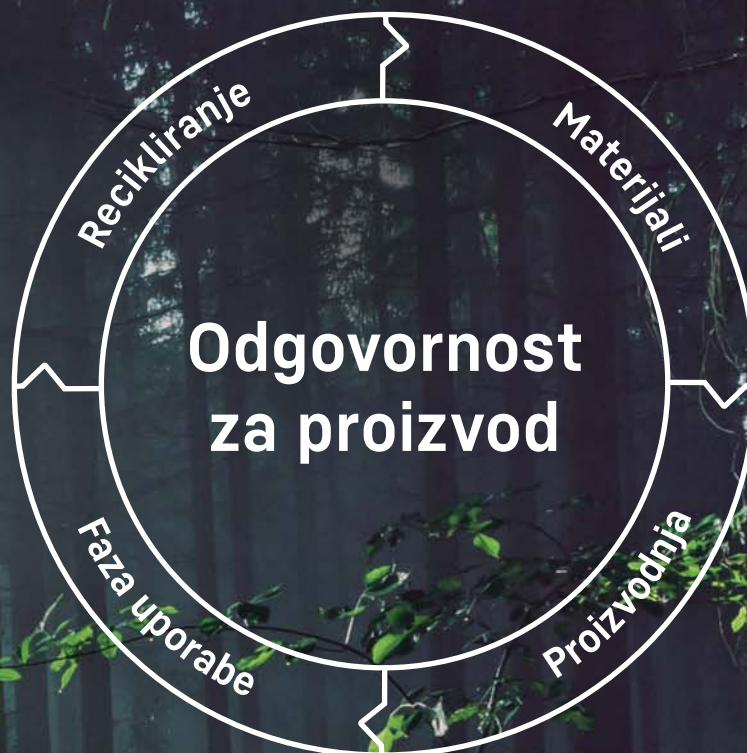 Odgovornost
za proizvod
Materijali
Proizvodnja
Faza uporabe
Recikliranje